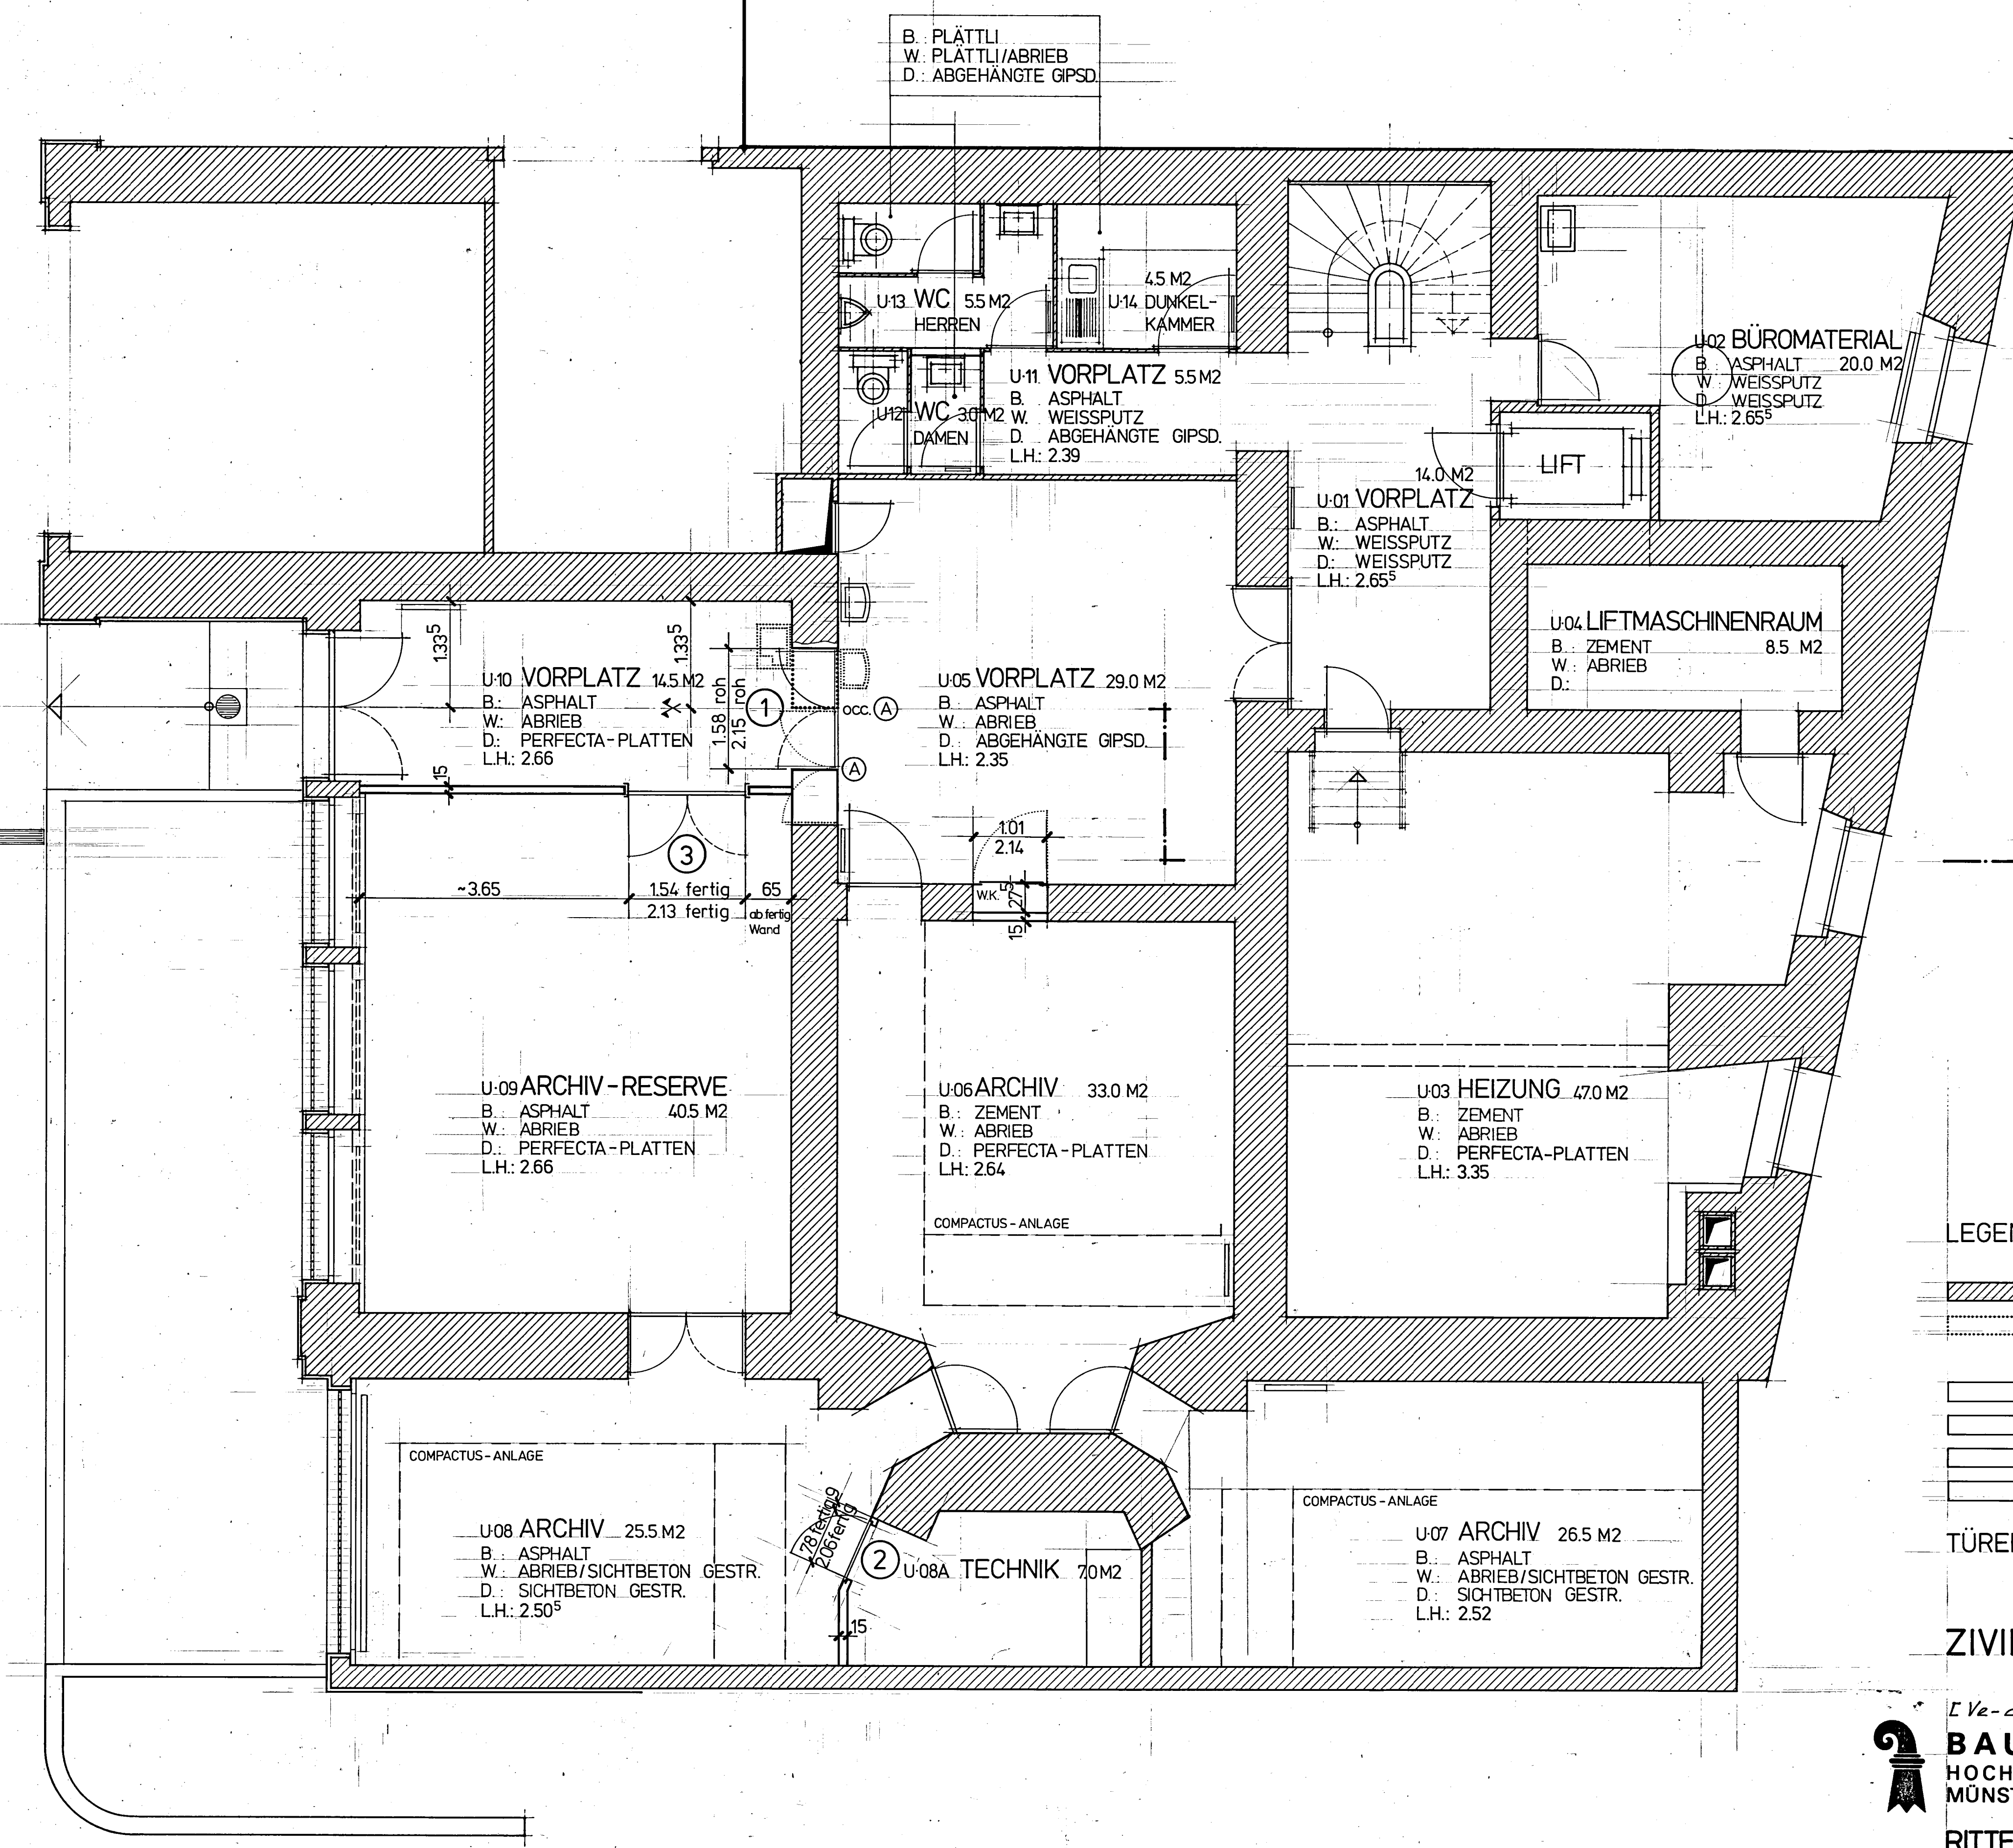 B.: PLÄTTLI
W.: PLÄTTLI/ABRIEB
D.: ABGEHÄNGTE GIPSD.
U·13 WC 5.5 M2
HERREN
4.5 M2
U·14 DUNKEL-
KAMMER
U·12 WC 3.0 M2
DAMEN
U·11 VORPLATZ 5.5 M2
B. ASPHALT
W. WEISSPUTZ
D. ABGEHÄNGTE GIPSD.
L.H.: 2.39
U·02 BÜROMATERIAL
B.: ASPHALT 20.0 M2
W.: WEISSPUTZ
D. WEISSPUTZ
L.H.: 2.65⁵
LIFT
14.0 M2
U·01 VORPLATZ
B.: ASPHALT
W.: WEISSPUTZ
D.: WEISSPUTZ
L.H.: 2.65⁵
U·04 LIFTMASCHINENRAUM
B.: ZEMENT 8.5 M2
W.: ABRIEB
D.:
1.33⁵
1.33⁵
U·10 VORPLATZ 14.5 M2
B.: ASPHALT
W.: ABRIEB
D.: PERFECTA-PLATTEN
L.H.: 2.66
15
1.58 roh
2.15 roh
1
OCC. A
A
U·05 VORPLATZ 29.0 M2
B. ASPHALT
W. ABRIEB
D.: ABGEHÄNGTE GIPSD.
L.H.: 2.35
1.01
2.14
W.K.
27⁵
15
3
~3.65
1.54 fertig
2.13 fertig
65
ab fertig
Wand
U·09 ARCHIV-RESERVE
B.: ASPHALT 40.5 M2
W.: ABRIEB
D.: PERFECTA-PLATTEN
L.H.: 2.66
U·06 ARCHIV 33.0 M2
B.: ZEMENT
W.: ABRIEB
D.: PERFECTA-PLATTEN
L.H.: 2.64
COMPACTUS-ANLAGE
U·03 HEIZUNG 47.0 M2
B.: ZEMENT
W.: ABRIEB
D.: PERFECTA-PLATTEN
L.H.: 3.35
COMPACTUS-ANLAGE
U·08 ARCHIV 25.5 M2
B.: ASPHALT
W.: ABRIEB/SICHTBETON GESTR.
D.: SICHTBETON GESTR.
L.H.: 2.50⁵
78 fertig
2.06 fertig
9
2
U·08A TECHNIK 7.0 M2
15
COMPACTUS-ANLAGE
U·07 ARCHIV 26.5 M2
B.: ASPHALT
W.: ABRIEB/SICHTBETON GESTR.
D.: SICHTBETON GESTR.
L.H.: 2.52
LEGEN
TÜREN
ZIVIL
BAU
HOCH
MÜNST
RITTE